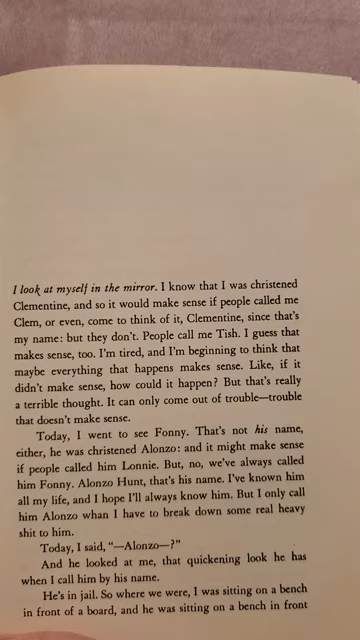 I look at myself in the mirror. I know that I was christened
Clementine, and so it would make sense if people called me
Clem, or even, come to think of it, Clementine, since that's
my name: but they don't. People call me Tish. I guess that
makes sense, too. I'm tired, and I'm beginning to think that
maybe everything that happens makes sense. Like, if it
didn't make sense, how could it happen? But that's really
a terrible thought. It can only come out of trouble—trouble
that doesn't make sense.
Today, I went to see Fonny. That's not his name,
either, he was christened Alonzo: and it might make sense
if people called him Lonnie. But, no, we've always called
him Fonny. Alonzo Hunt, that's his name. I've known him
all my life, and I hope I'll always know him. But I only call
him Alonzo whan I have to break down some real heavy
shit to him.
Today, I said, "—Alonzo—?"
And he looked at me, that quickening look he has
when I call him by his name.
He's in jail. So where we were, I was sitting on a bench
in front of a board, and he was sitting on a bench in front